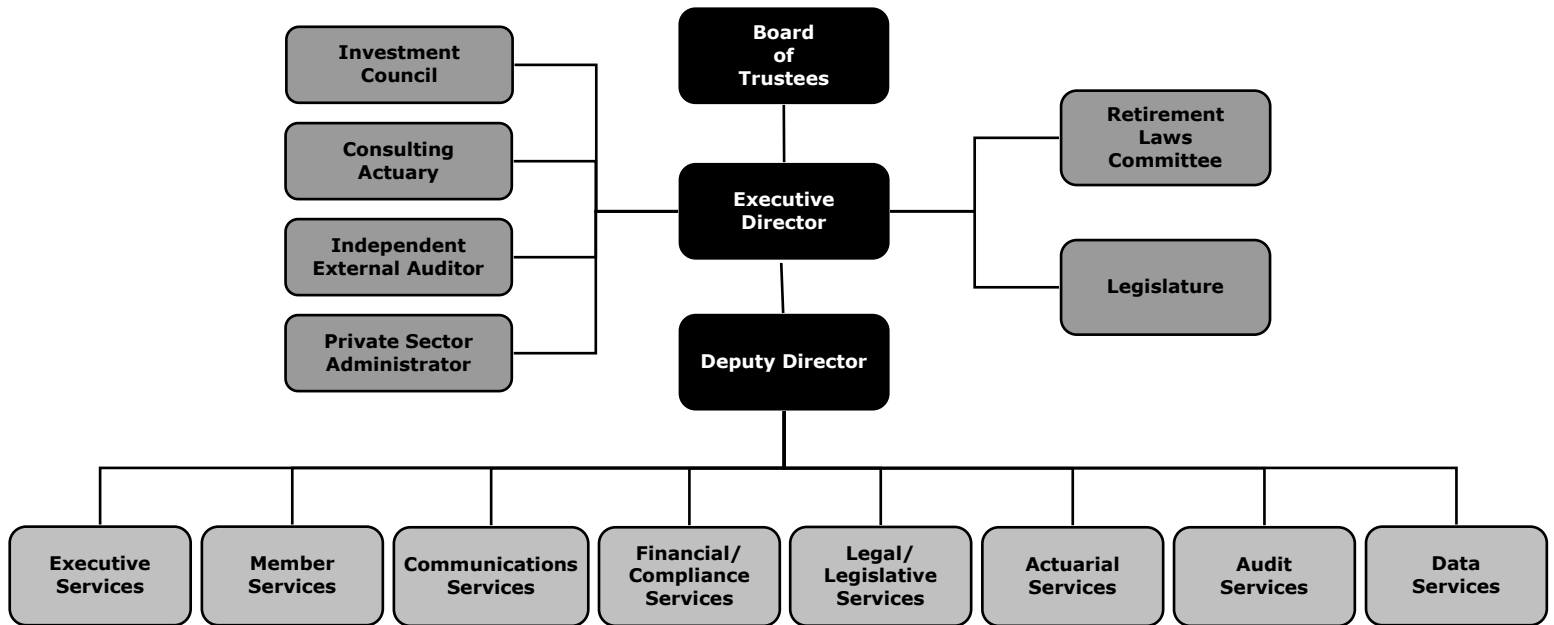 Board
of
Trustees
Investment
Council
Consulting
Actuary
Independent
External Auditor
Private Sector
Administrator
Executive
Director
Retirement
Laws
Committee
Legislature
Deputy Director
Executive
Services
Member
Services
Communications
Services
Financial/
Compliance
Services
Legal/
Legislative
Services
Actuarial
Services
Audit
Services
Data
Services